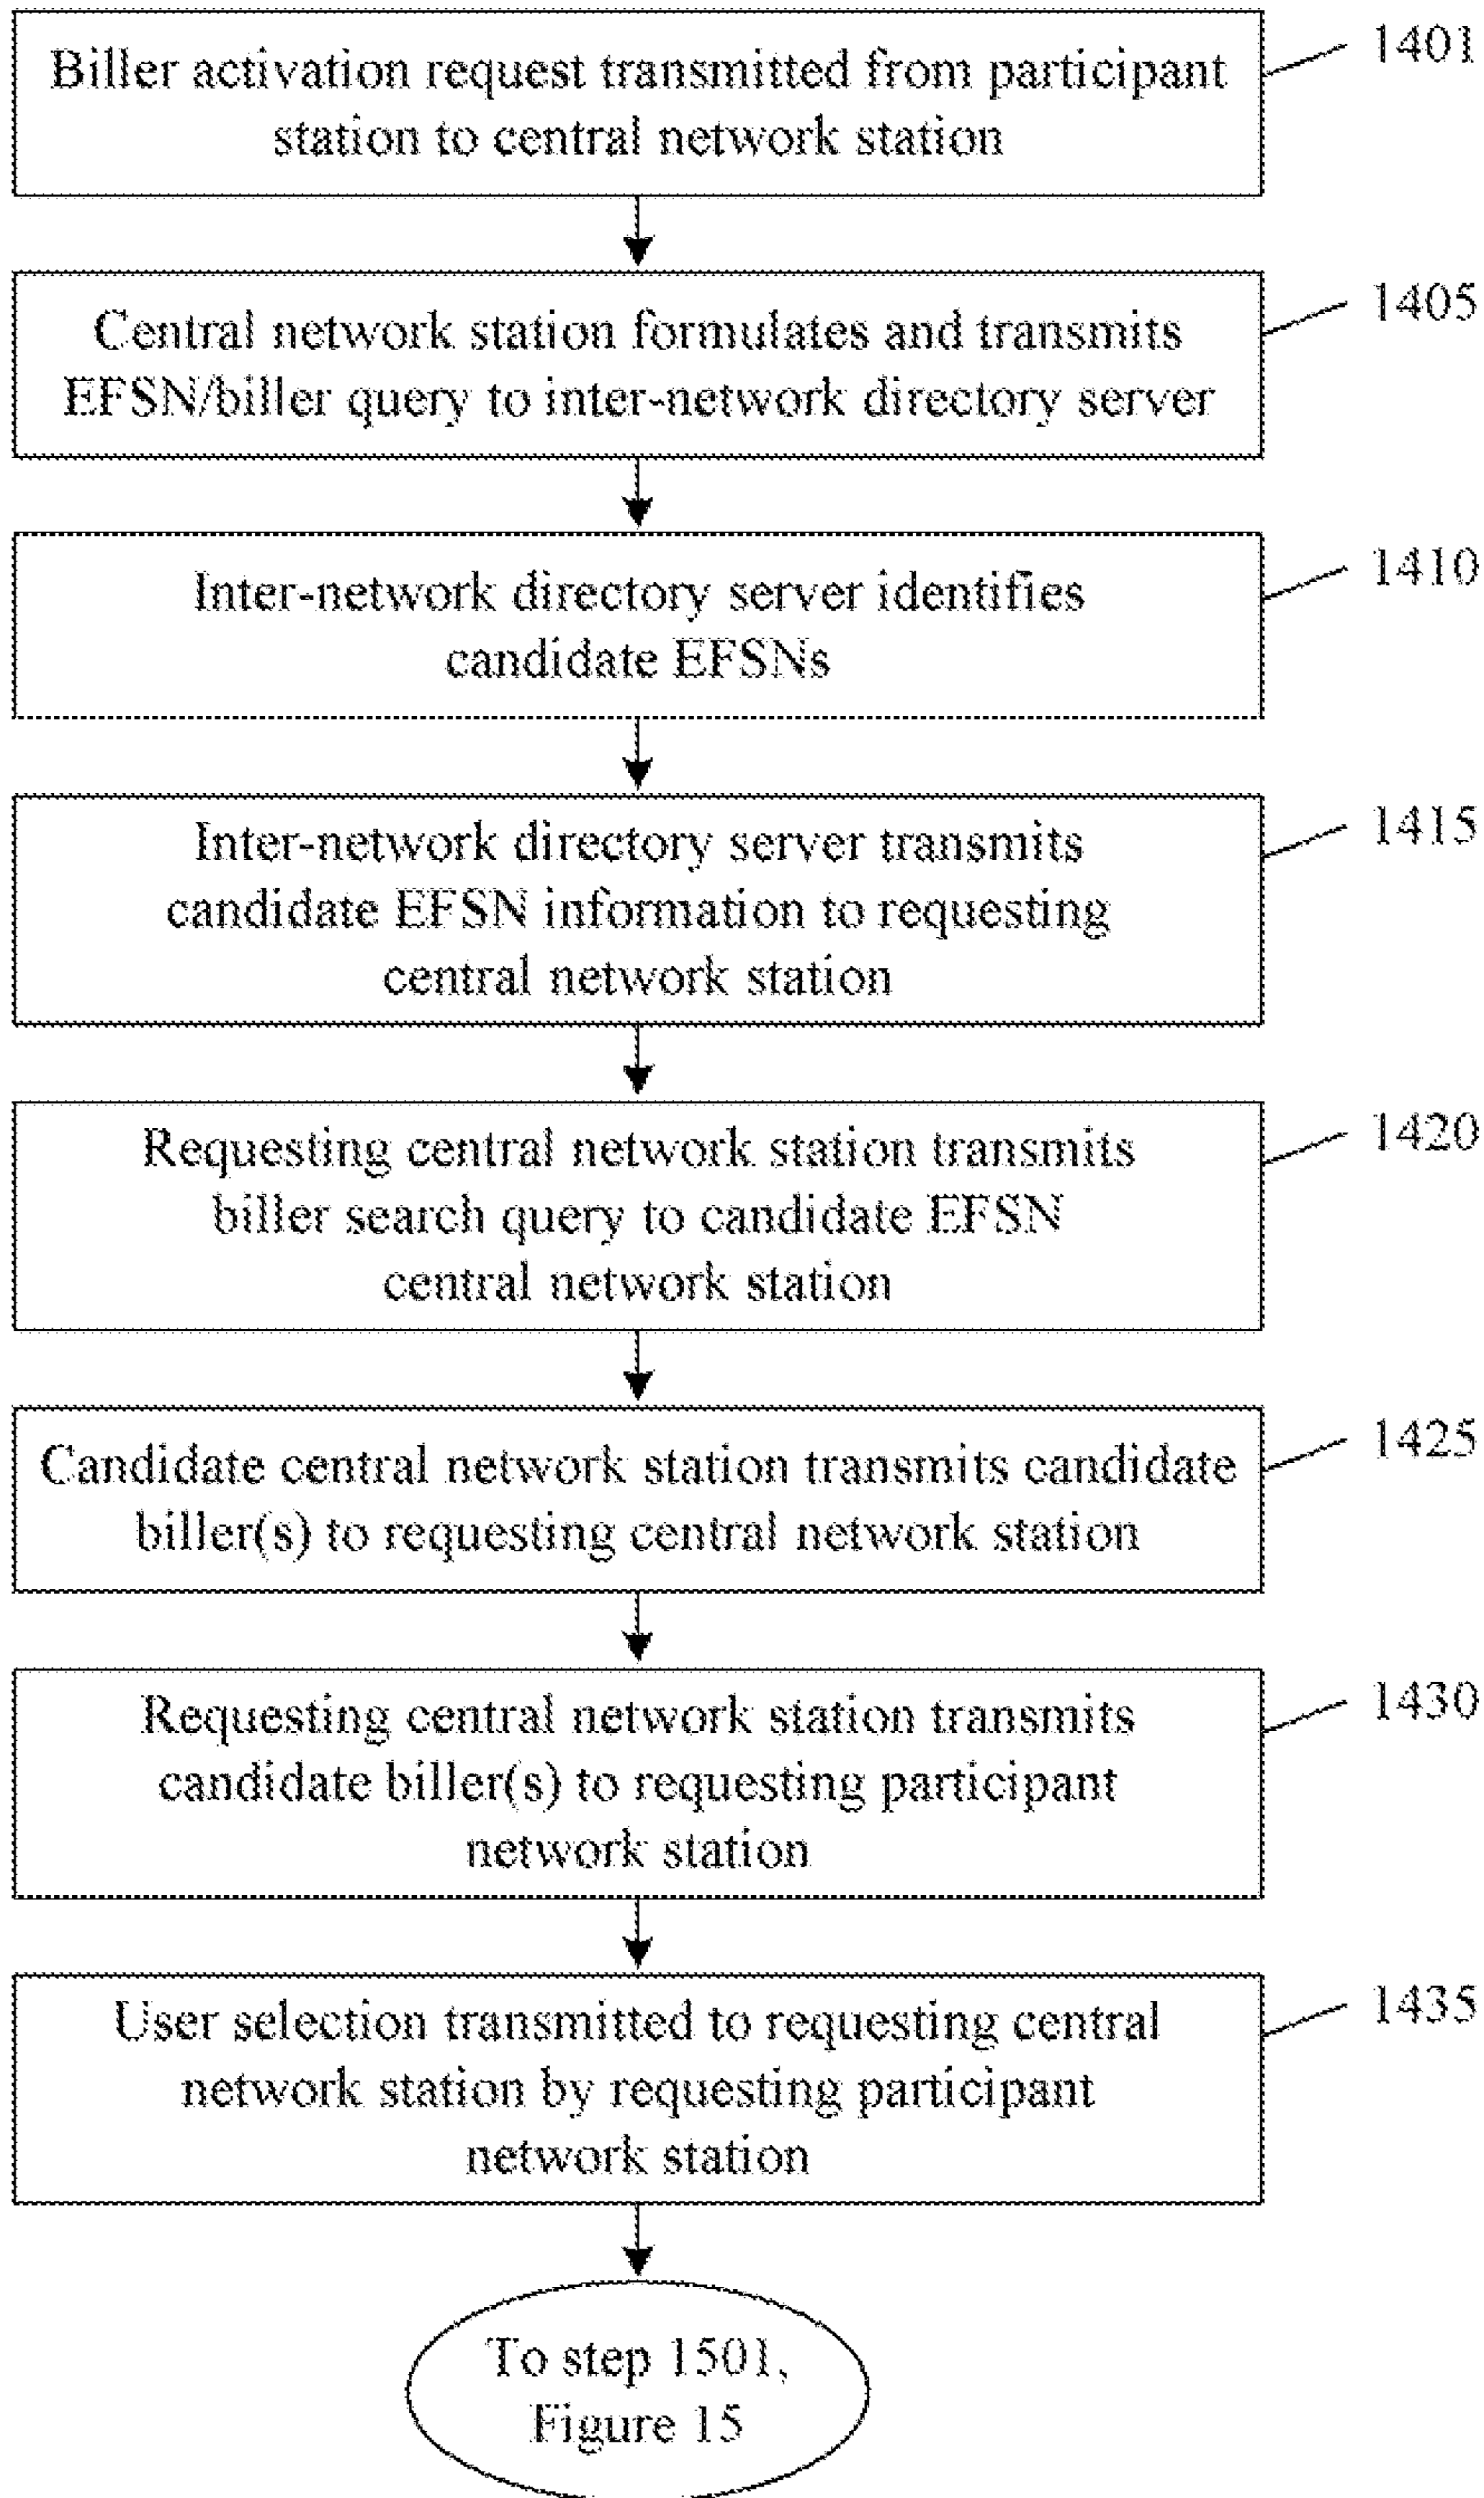 Biller activation request transmitted from participant
station to central network station
1401
Central network station formulates and transmits
EFSN/biller query to inter-network directory server
1405
Inter-network directory server identifies
candidate EFSNs
1410
Inter-network directory server transmits
candidate EFSN information to requesting
central network station
1415
Requesting central network station transmits
biller search query to candidate EFSN
central network station
1420
Candidate central network station transmits candidate
biller(s) to requesting central network station
1425
Requesting central network station transmits
candidate biller(s) to requesting participant
network station
1430
User selection transmitted to requesting central
network station by requesting participant
network station
1435
To step 1501,
Figure 15